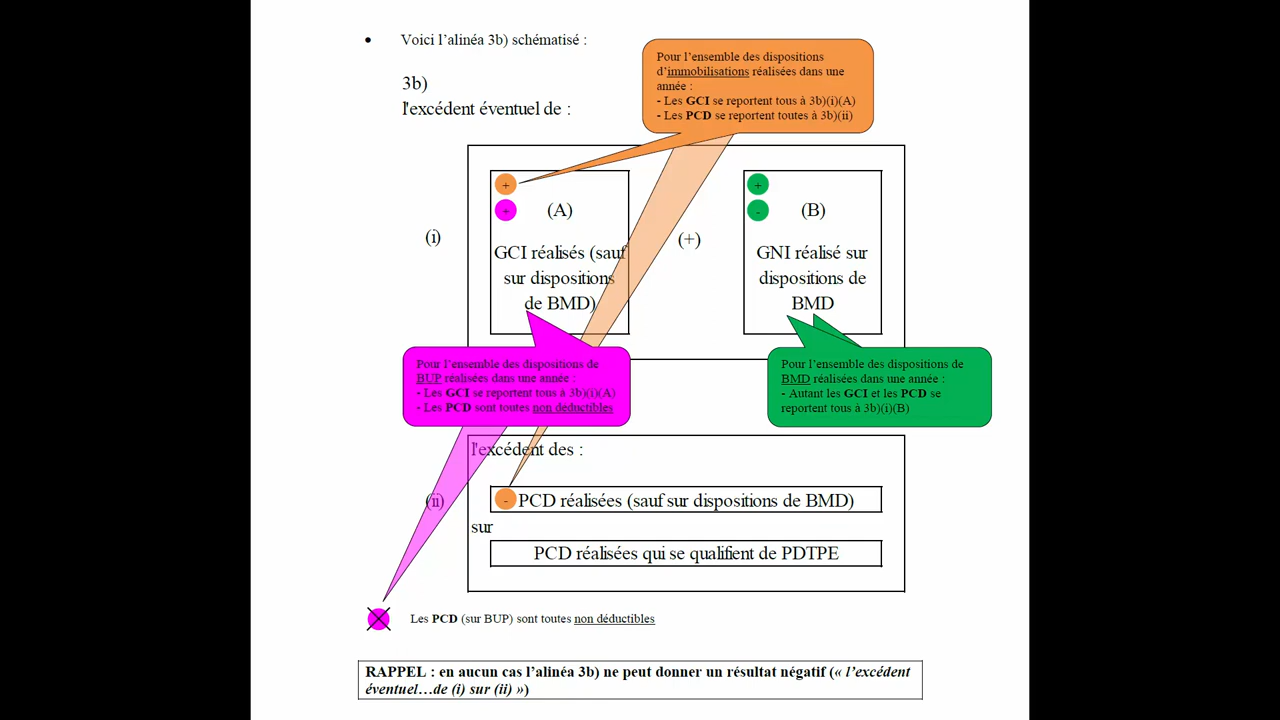 • Voici l’alinéa 3b) schématisé :
3b)
l'excédent éventuel de :
Pour l’ensemble des dispositions
d’immobilisations réalisées dans une
année :
- Les GCI se reportent tous à 3b)(i)(A)
- Les PCD se reportent toutes à 3b)(ii)
(i)
+
+
(A)
GCI réalisés (sauf
sur dispositions
de BMD)
(+)
+
-
(B)
GNI réalisé sur
dispositions de
BMD
Pour l’ensemble des dispositions de
BUP réalisées dans une année :
- Les GCI se reportent tous à 3b)(i)(A)
- Les PCD sont toutes non déductibles
Pour l’ensemble des dispositions de
BMD réalisées dans une année :
- Autant les GCI et les PCD se
reportent tous à 3b)(i)(B)
(ii)
l'excédent des :
- PCD réalisées (sauf sur dispositions de BMD)
sur
PCD réalisées qui se qualifient de PDTPE
Les PCD (sur BUP) sont toutes non déductibles
RAPPEL : en aucun cas l’alinéa 3b) ne peut donner un résultat négatif (« l’excédent
éventuel…de (i) sur (ii) »)